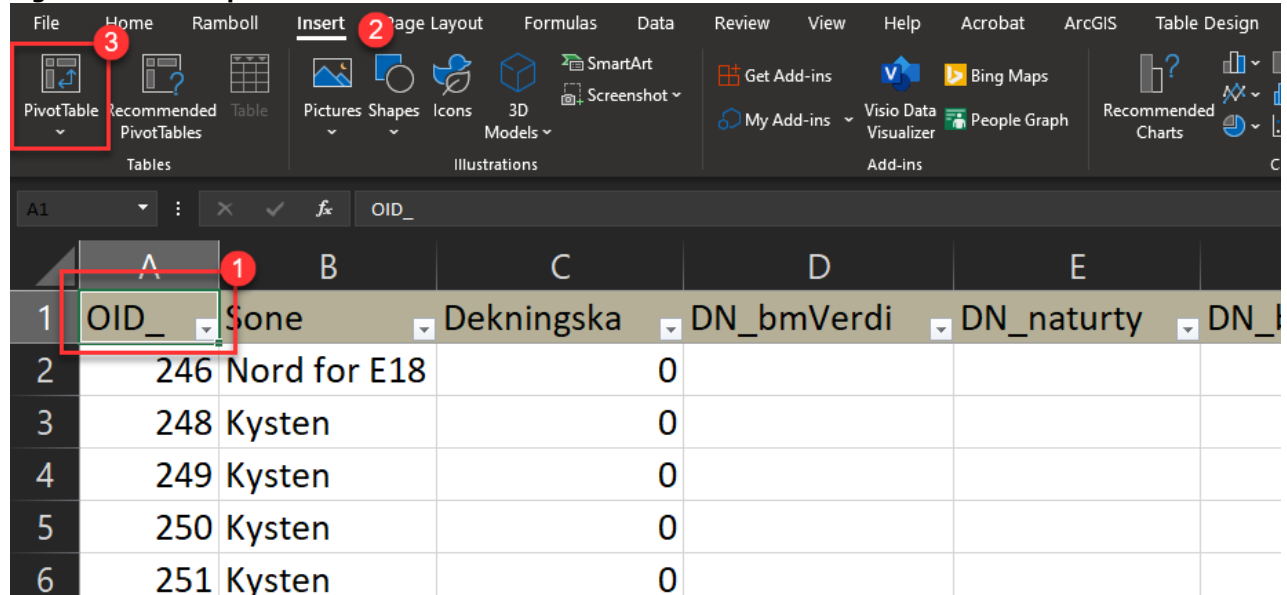 File Home Ramboll Insert 2 Page Layout Formulas Data Review View Help Acrobat ArcGIS Table Design
3
SmartArt
Get Add-ins Bing Maps
Screenshot
PivotTable Recommended Table Pictures Shapes Icons 3D Visio Data Recommended
My Add-ins People Graph
PivotTables Models Visualizer Charts
Tables Illustrations Add-ins
A1 fx OID_
A 1 B C D E
1 OID_ Sone Dekningska DN_bmVerdi DN_naturty
2 246 Nord for E18 0
3 248 Kysten 0
4 249 Kysten 0
5 250 Kysten 0
6 251 Kysten 0